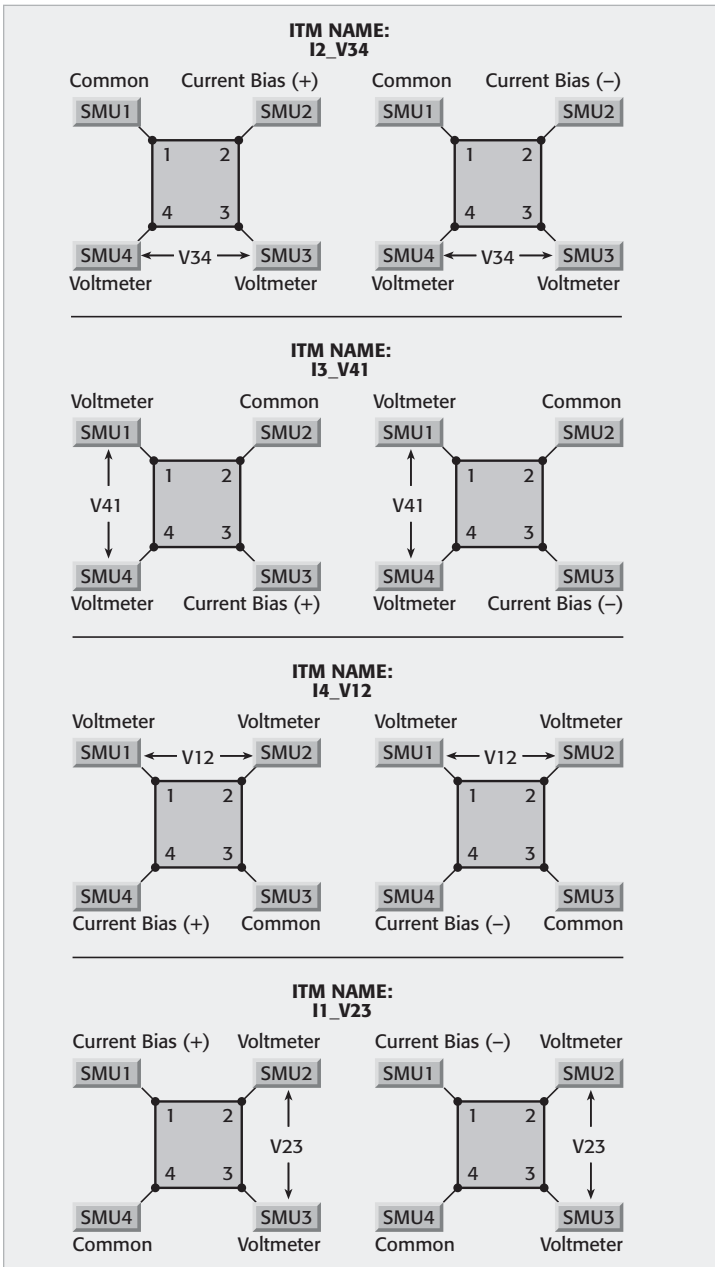 ITM NAME:
I2_V34
Common Current Bias (+) Common Current Bias (–)
SMU1 SMU2 SMU1 SMU2
1 2 1 2
4 3 4 3
SMU4 V34 SMU3 SMU4 V34 SMU3
Voltmeter Voltmeter Voltmeter Voltmeter
ITM NAME:
I3_V41
Voltmeter Common Voltmeter Common
SMU1 SMU2 SMU1 SMU2
1 2 1 2
V41 V41
4 3 4 3
SMU4 SMU3 SMU4 SMU3
Voltmeter Current Bias (+) Voltmeter Current Bias (–)
ITM NAME:
I4_V12
Voltmeter Voltmeter Voltmeter Voltmeter
SMU1 V12 SMU2 SMU1 V12 SMU2
1 2 1 2
4 3 4 3
SMU4 SMU3 SMU4 SMU3
Current Bias (+) Common Current Bias (–) Common
ITM NAME:
I1_V23
Current Bias (+) Voltmeter Current Bias (–) Voltmeter
SMU1 SMU2 SMU1 SMU2
1 2 1 2
V23 V23
4 3 4 3
SMU4 SMU3 SMU4 SMU3
Common Voltmeter Common Voltmeter